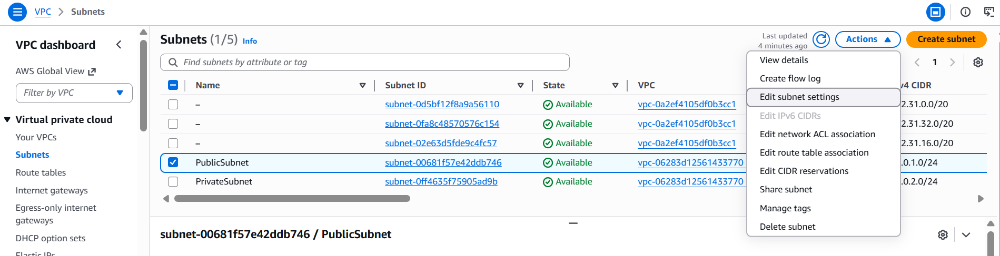 VPC > Subnets
VPC dashboard
AWS Global View
Filter by VPC
Virtual private cloud
Your VPCs
Subnets
Route tables
Internet gateways
Egress-only internet
gateways
DHCP option sets
Elastic IPs
Subnets (1/5) Info
Last updated
4 minutes ago
Actions
Create subnet
Find subnets by attribute or tag
1
Name Subnet ID State VPC v4 CIDR
– subnet-0d5bf12f8a9a56110 Available vpc-0a2ef4105df0b3cc1 2.31.0.0/20
– subnet-0fa8c48570576c154 Available vpc-0a2ef4105df0b3cc1 2.31.32.0/20
– subnet-02e63d5fde9c4fc57 Available vpc-0a2ef4105df0b3cc1 2.31.16.0/20
PublicSubnet subnet-00681f57e42ddb746 Available vpc-06283d12561433770 .0.1.0/24
PrivateSubnet subnet-0ff4635f75905ad9b Available vpc-06283d12561433770 .0.2.0/24
View details
Create flow log
Edit subnet settings
Edit IPv6 CIDRs
Edit network ACL association
Edit route table association
Edit CIDR reservations
Share subnet
Manage tags
Delete subnet
subnet-00681f57e42ddb746 / PublicSubnet